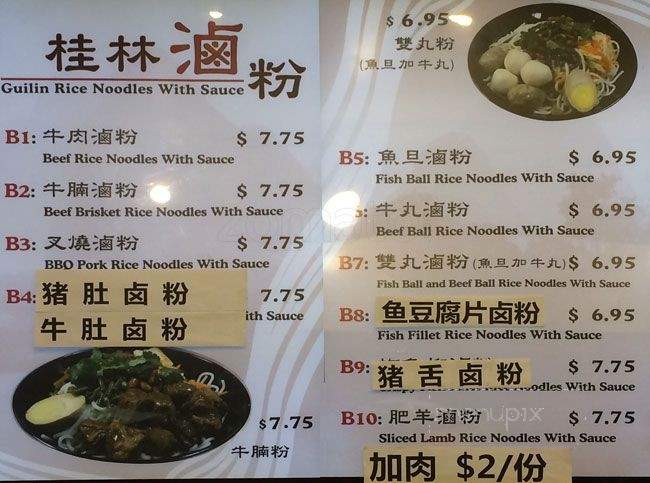 桂林滷粉
Guilin Rice Noodles With Sauce
B1: 牛肉滷粉 $ 7.75
Beef Rice Noodles With Sauce
B2: 牛腩滷粉 $ 7.75
Beef Brisket Rice Noodles With Sauce
B3: 叉燒滷粉 $ 7.75
BBQ Pork Rice Noodles With Sauce
B4: 猪肚卤粉 7.75
牛肚卤粉 ith Sauce
$7.75
牛腩粉
$ 6.95
雙丸粉
(魚旦加牛丸)
B5: 魚旦滷粉 $ 6.95
Fish Ball Rice Noodles With Sauce
6: 牛丸滷粉 $ 6.95
Beef Ball Rice Noodles With Sauce
B7: 雙丸滷粉 (魚旦加牛丸) $ 6.95
Fish Ball and Beef Ball Rice Noodles With Sauce
B8 鱼豆腐片卤粉 $ 6.95
Fish Fillet Rice Noodles With Sauce
B9 猪舌卤粉 $ 7.75
Noodles With Sauce
B10: 肥羊滷粉 $ 7.75
Sliced Lamb Rice Noodles With Sauce
加肉 $2/份